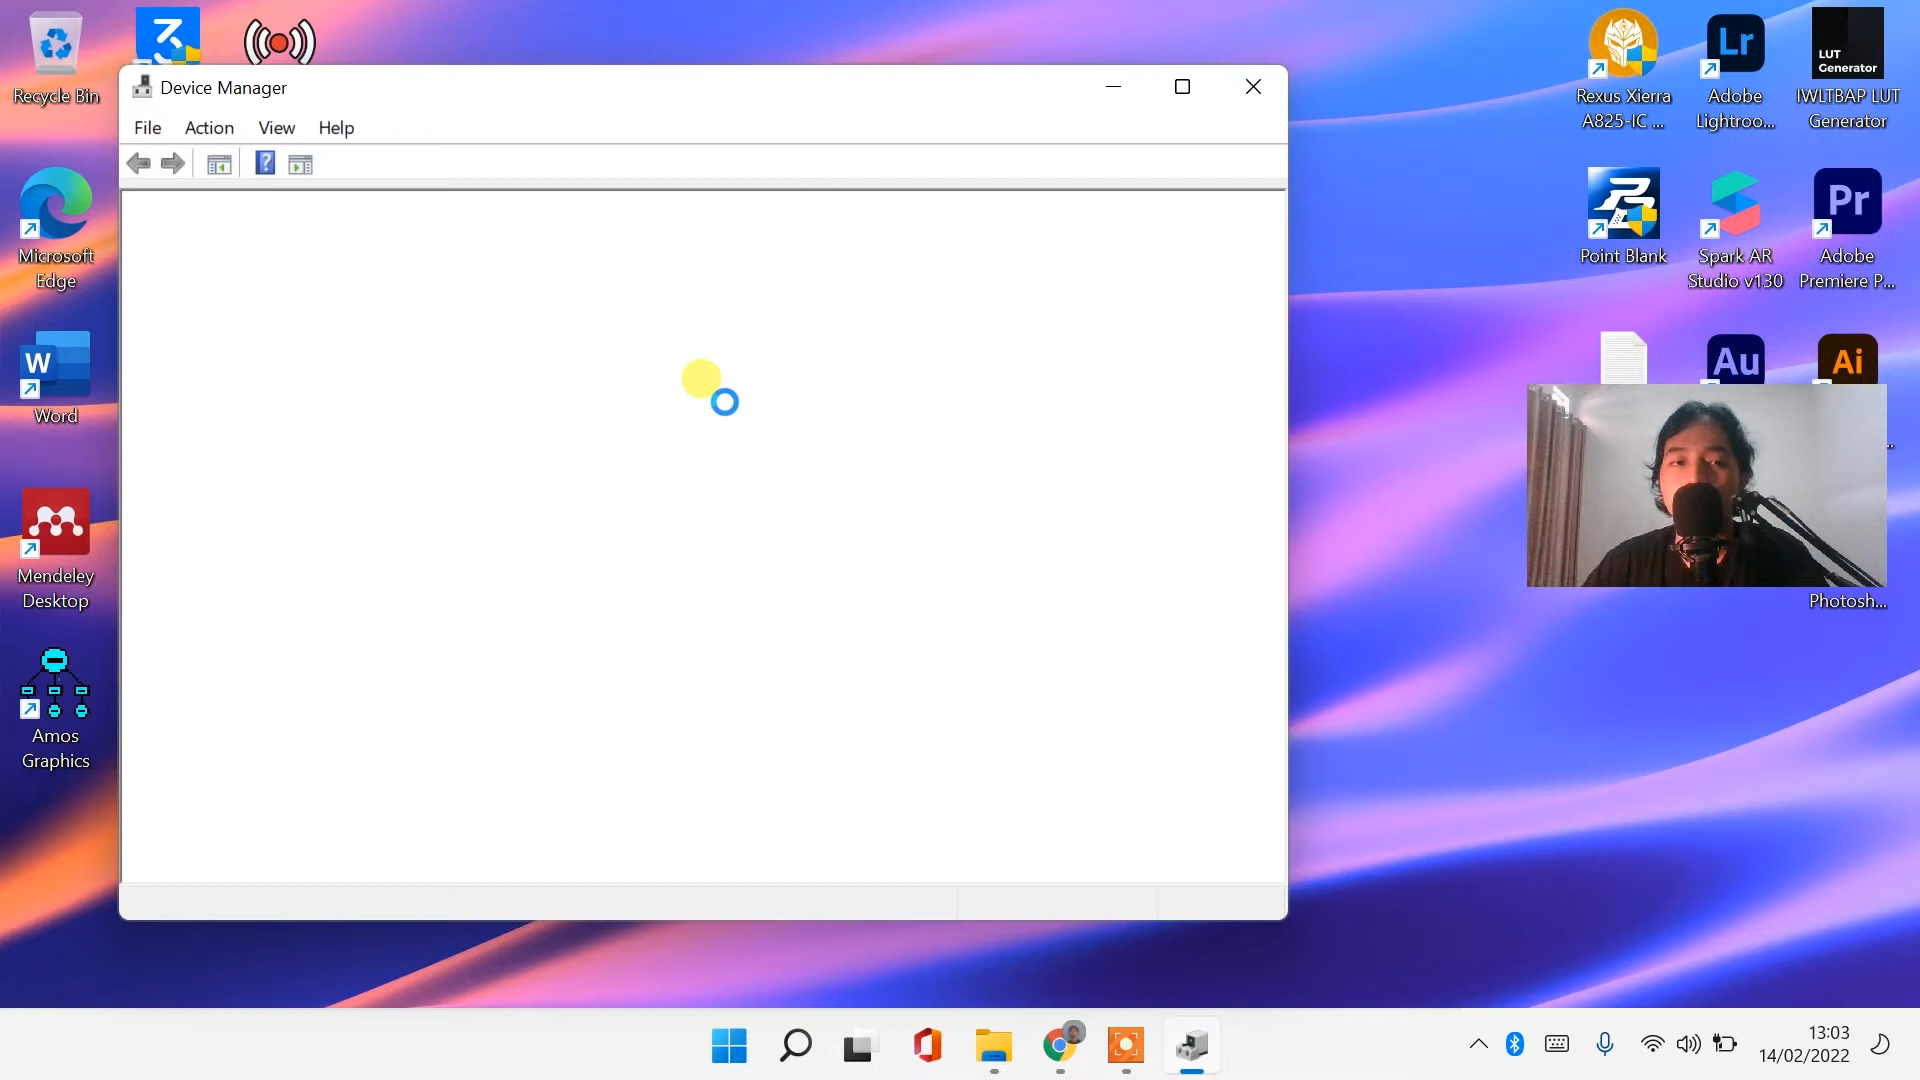 Device Manager
File Action View Help
Recycle Bin
Microsoft
Edge
W
Word
Mendeley
Desktop
Amos
Graphics
Rexus Xierra
A825-IC ...
Lr
Adobe
Lightroo...
LUT
Generator
IWLTBAP LUT
Generator
Point Blank
Spark AR
Studio v130
Pr
Adobe
Premiere P...
Au
Ai
Photosh...
13:03
14/02/2022